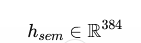 h_{sem} ∈ ℝ^{384}